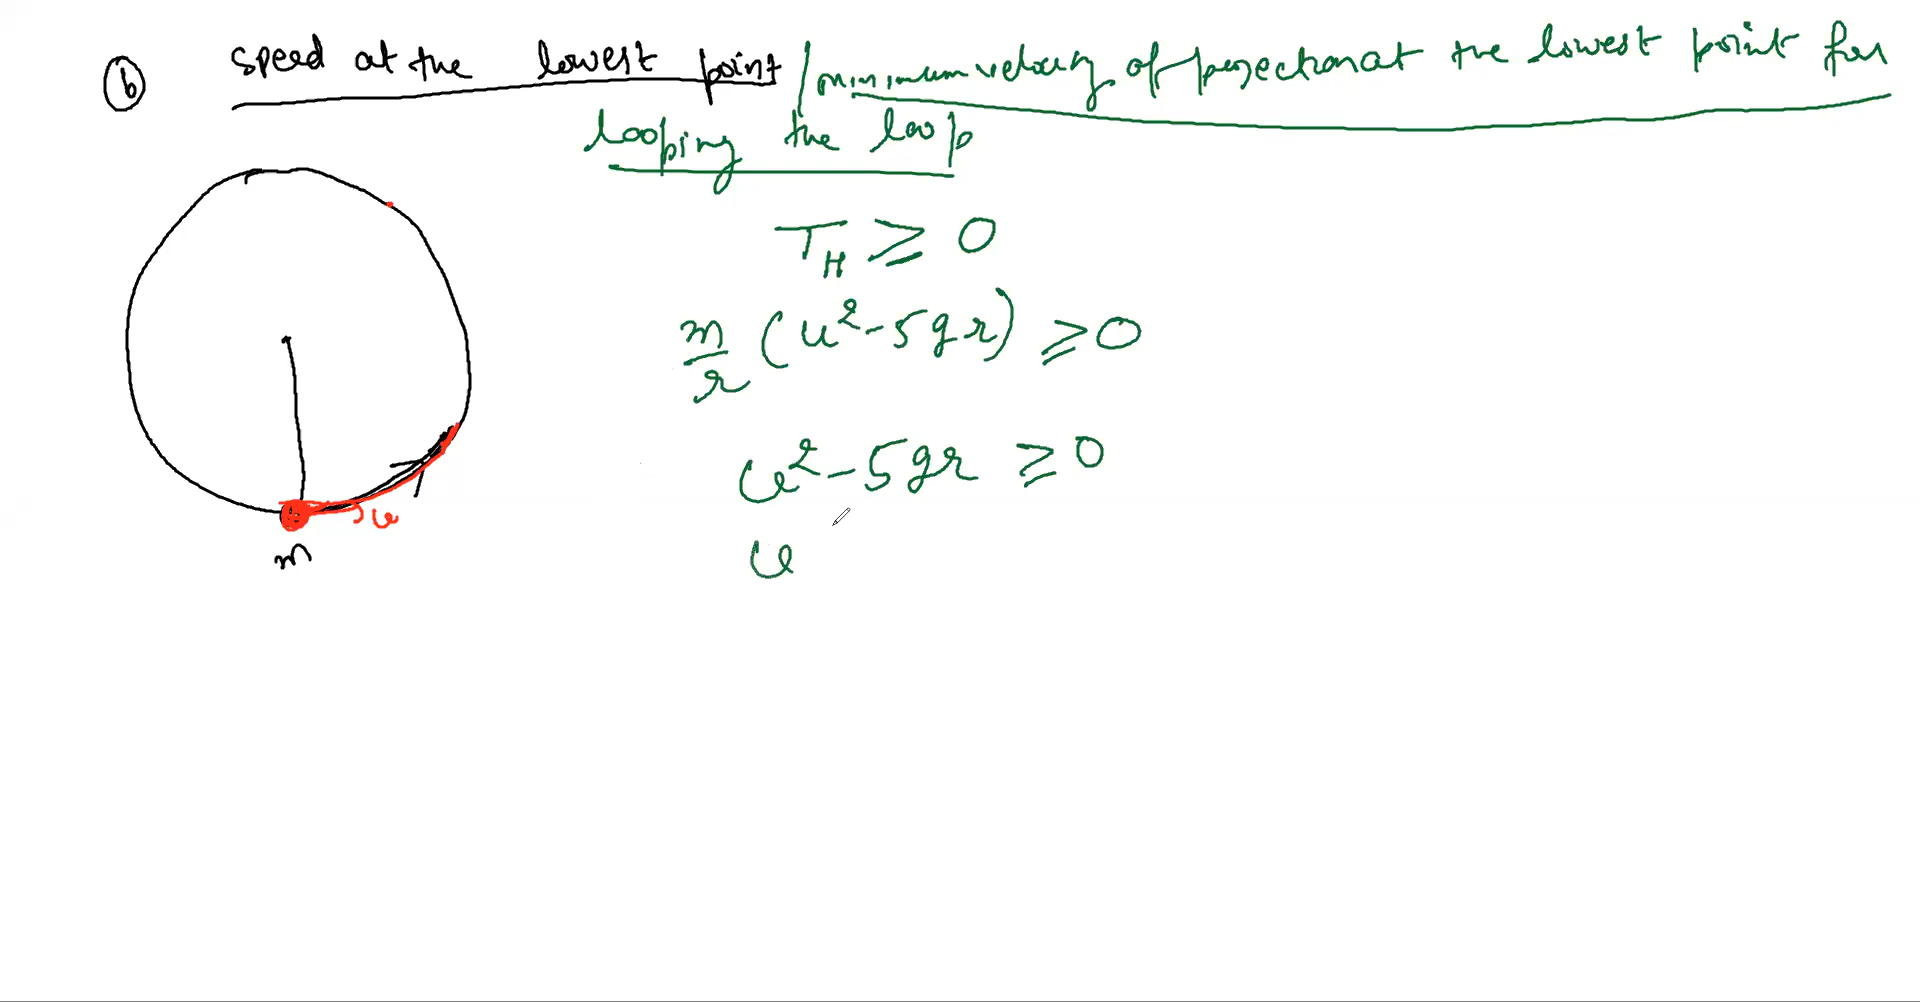 (b) speed at the lowest point / minimum velocity of projection at the lowest point for
looping the loop
T_H ≥ 0
m/r (u² - 5gr) ≥ 0
u² - 5gr ≥ 0
u
u
m